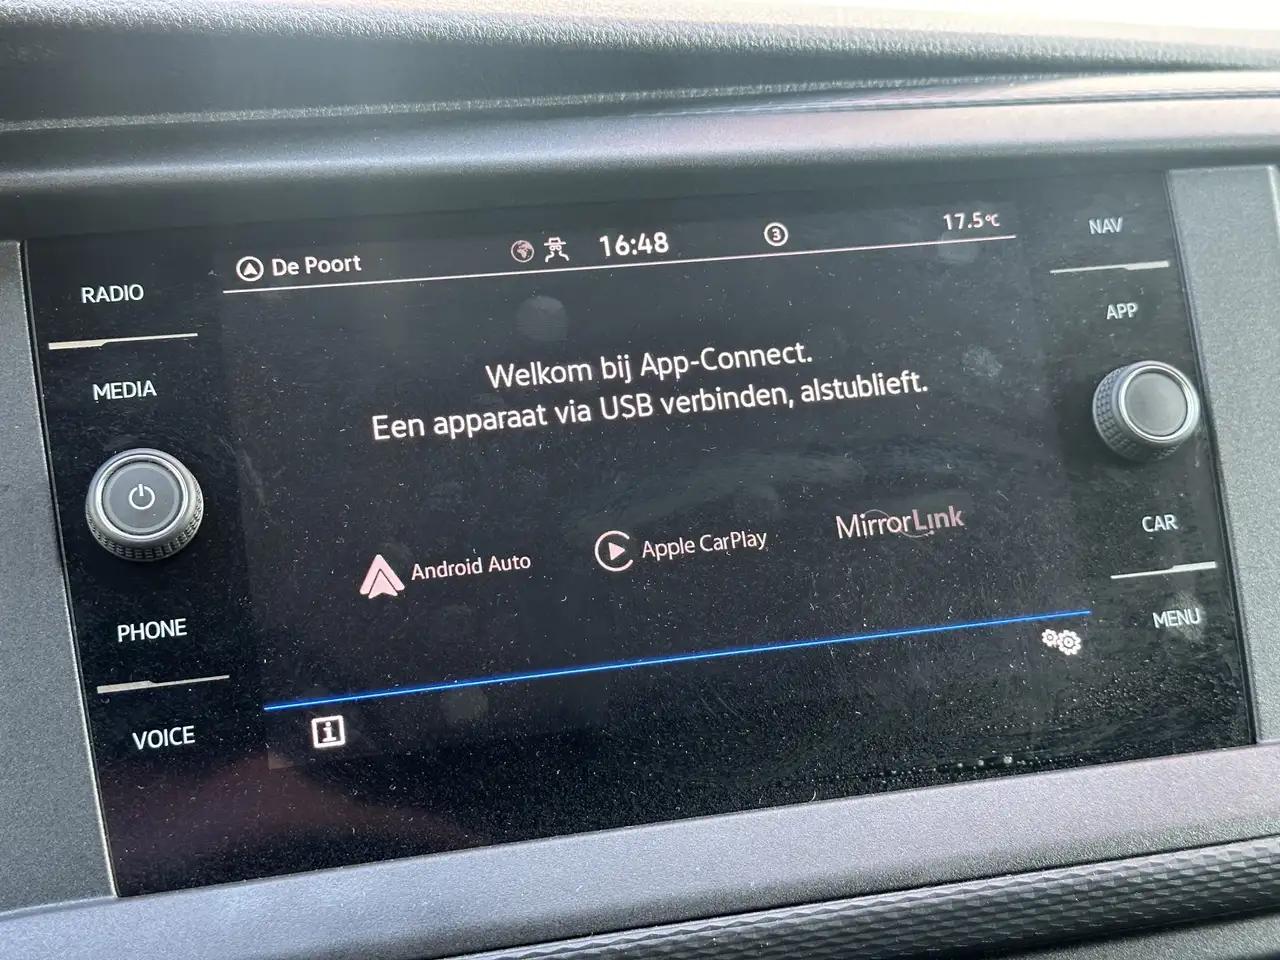 De Poort 16:48 3 17.5°C
RADIO
MEDIA
PHONE
VOICE
Welkom bij App-Connect.
Een apparaat via USB verbinden, alstublieft.
Android Auto
Apple CarPlay
MirrorLink
i
NAV
APP
CAR
MENU